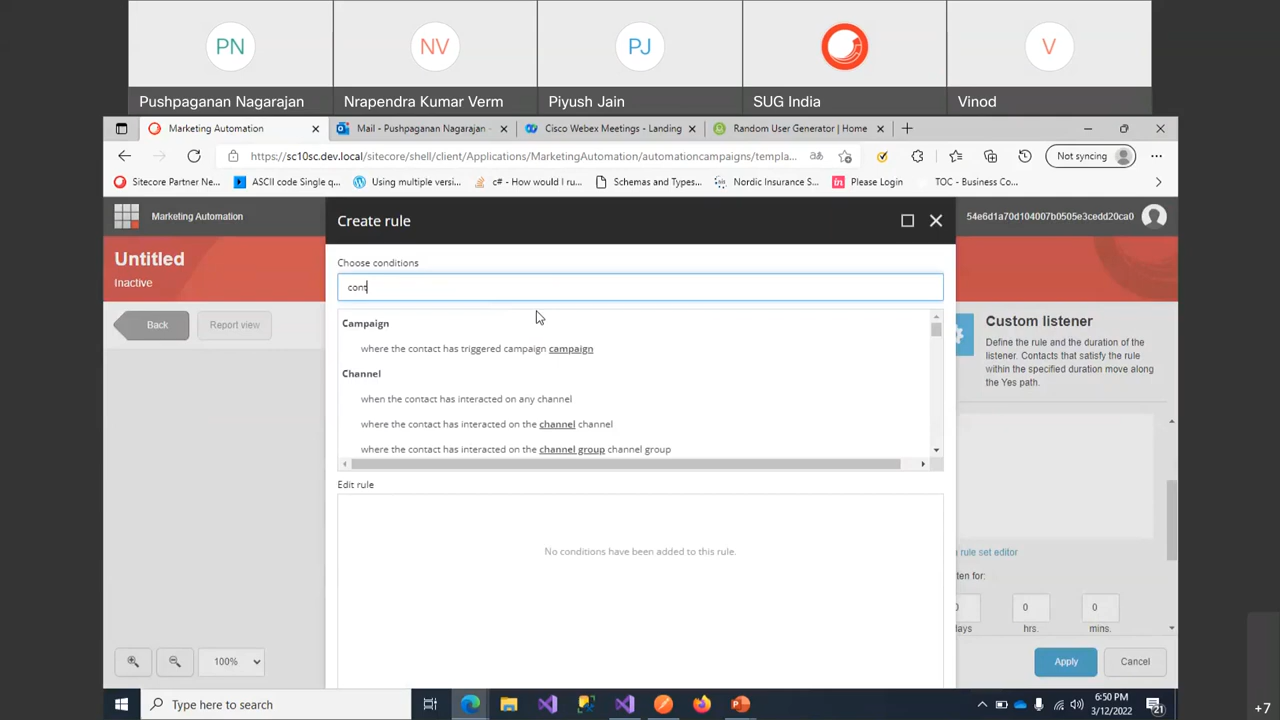 PN
NV
PJ
V
Pushpaganan Nagarajan
Nrapendra Kumar Verm
Piyush Jain
SUG India
Vinod
Marketing Automation
Mail - Pushpaganan Nagarajan -
Cisco Webex Meetings - Landing
Random User Generator | Home
https://sc10sc.dev.local/sitecore/shell/client/Applications/MarketingAutomation/automationcampaigns/templa...
Not syncing
Sitecore Partner Ne...
ASCII code Single q...
Using multiple versi...
c# - How would I ru...
Schemas and Types...
Nordic Insurance S...
Please Login
TOC - Business Co...
Marketing Automation
Create rule
54e6d1a70d104007b0505e3cedd20ca0
Untitled
Inactive
Back
Report view
Choose conditions
cont
Campaign
where the contact has triggered campaign campaign
Channel
when the contact has interacted on any channel
where the contact has interacted on the channel channel
where the contact has interacted on the channel group channel group
Edit rule
No conditions have been added to this rule.
Custom listener
Define the rule and the duration of the
listener. Contacts that satisfy the rule
within the specified duration move along
the Yes path.
rule set editor
ten for:
0
0
0
days
hrs.
mins.
100%
Apply
Cancel
Type here to search
6:50 PM
3/12/2022
21
+7